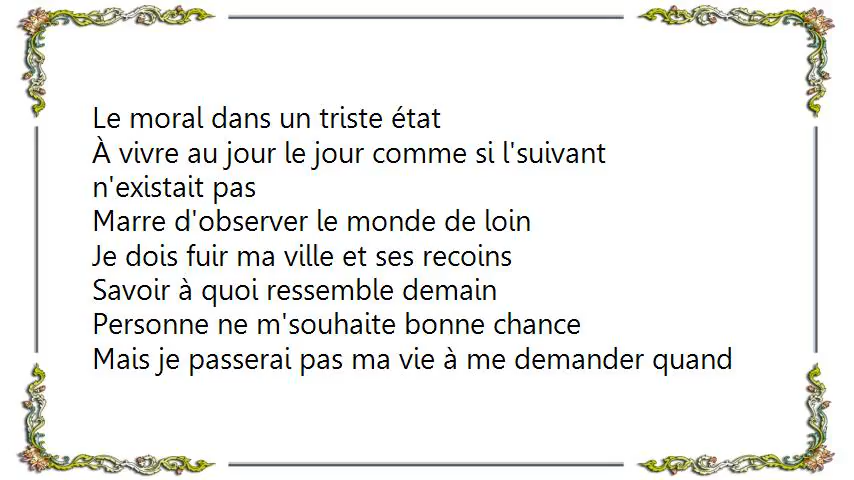 Le moral dans un triste état
À vivre au jour le jour comme si l'suivant
n'existait pas
Marre d'observer le monde de loin
Je dois fuir ma ville et ses recoins
Savoir à quoi ressemble demain
Personne ne m'souhaite bonne chance
Mais je passerai pas ma vie à me demander quand